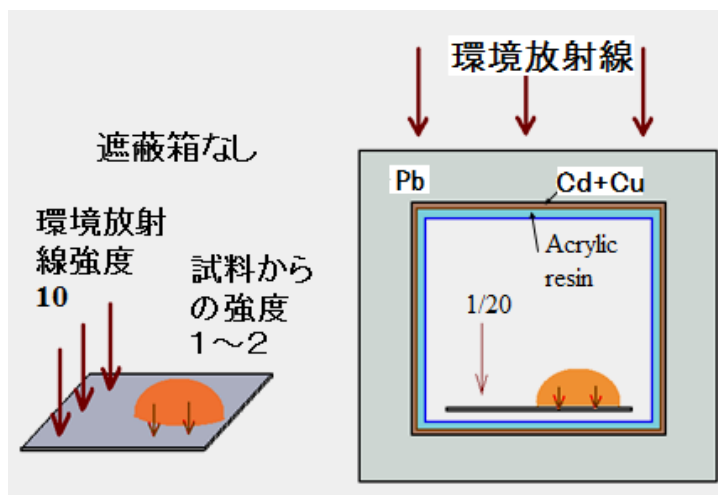 環境放射線
遮蔽箱なし
Pb
Cd+Cu
環境放射
線強度
10
試料から
の強度
1〜2
Acrylic
resin
1/20